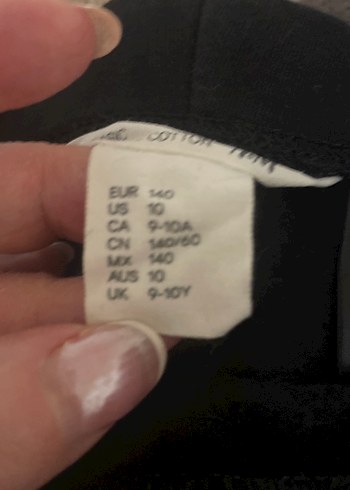 COTTON
EUR 140
US 10
CA 9-10A
CN 140/60
MX 140
AUS 10
UK 9-10Y